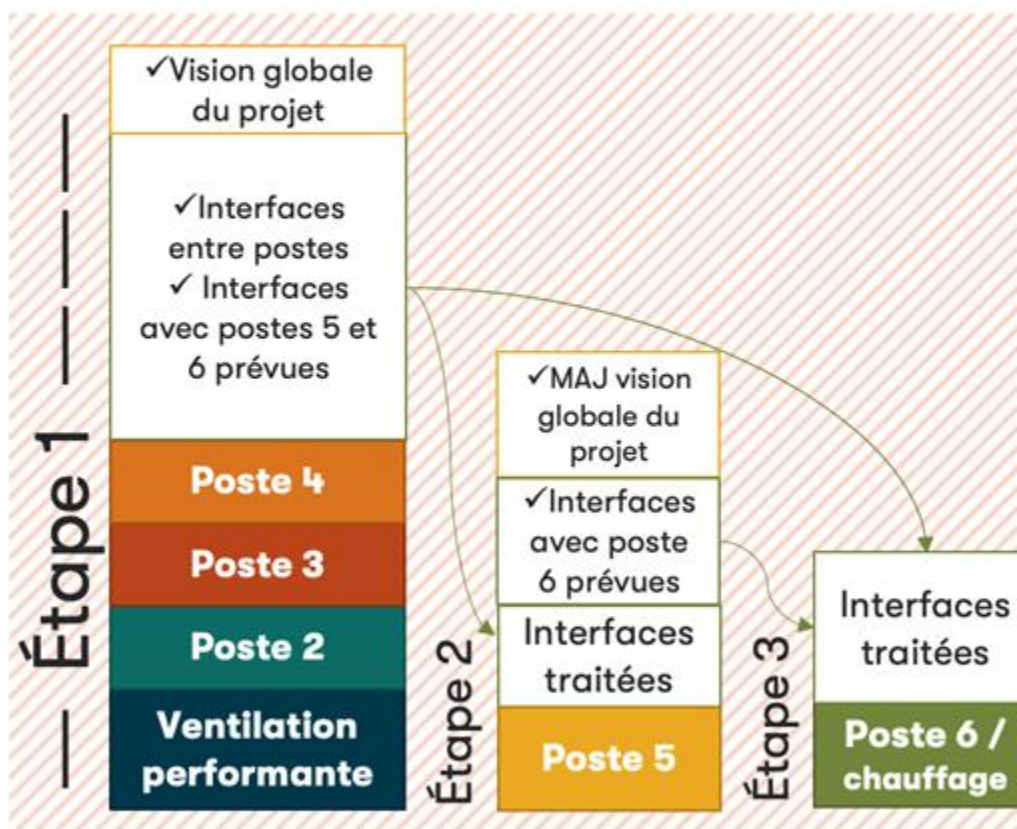 Étape 1
✓Vision globale
du projet
✓Interfaces
entre postes
✓ Interfaces
avec postes 5 et
6 prévues
Poste 4
Poste 3
Poste 2
Ventilation
performante
Étape 2
✓MAJ vision
globale du
projet
✓Interfaces
avec poste
6 prévues
Interfaces
traitées
Poste 5
Étape 3
Interfaces
traitées
Poste 6 /
chauffage